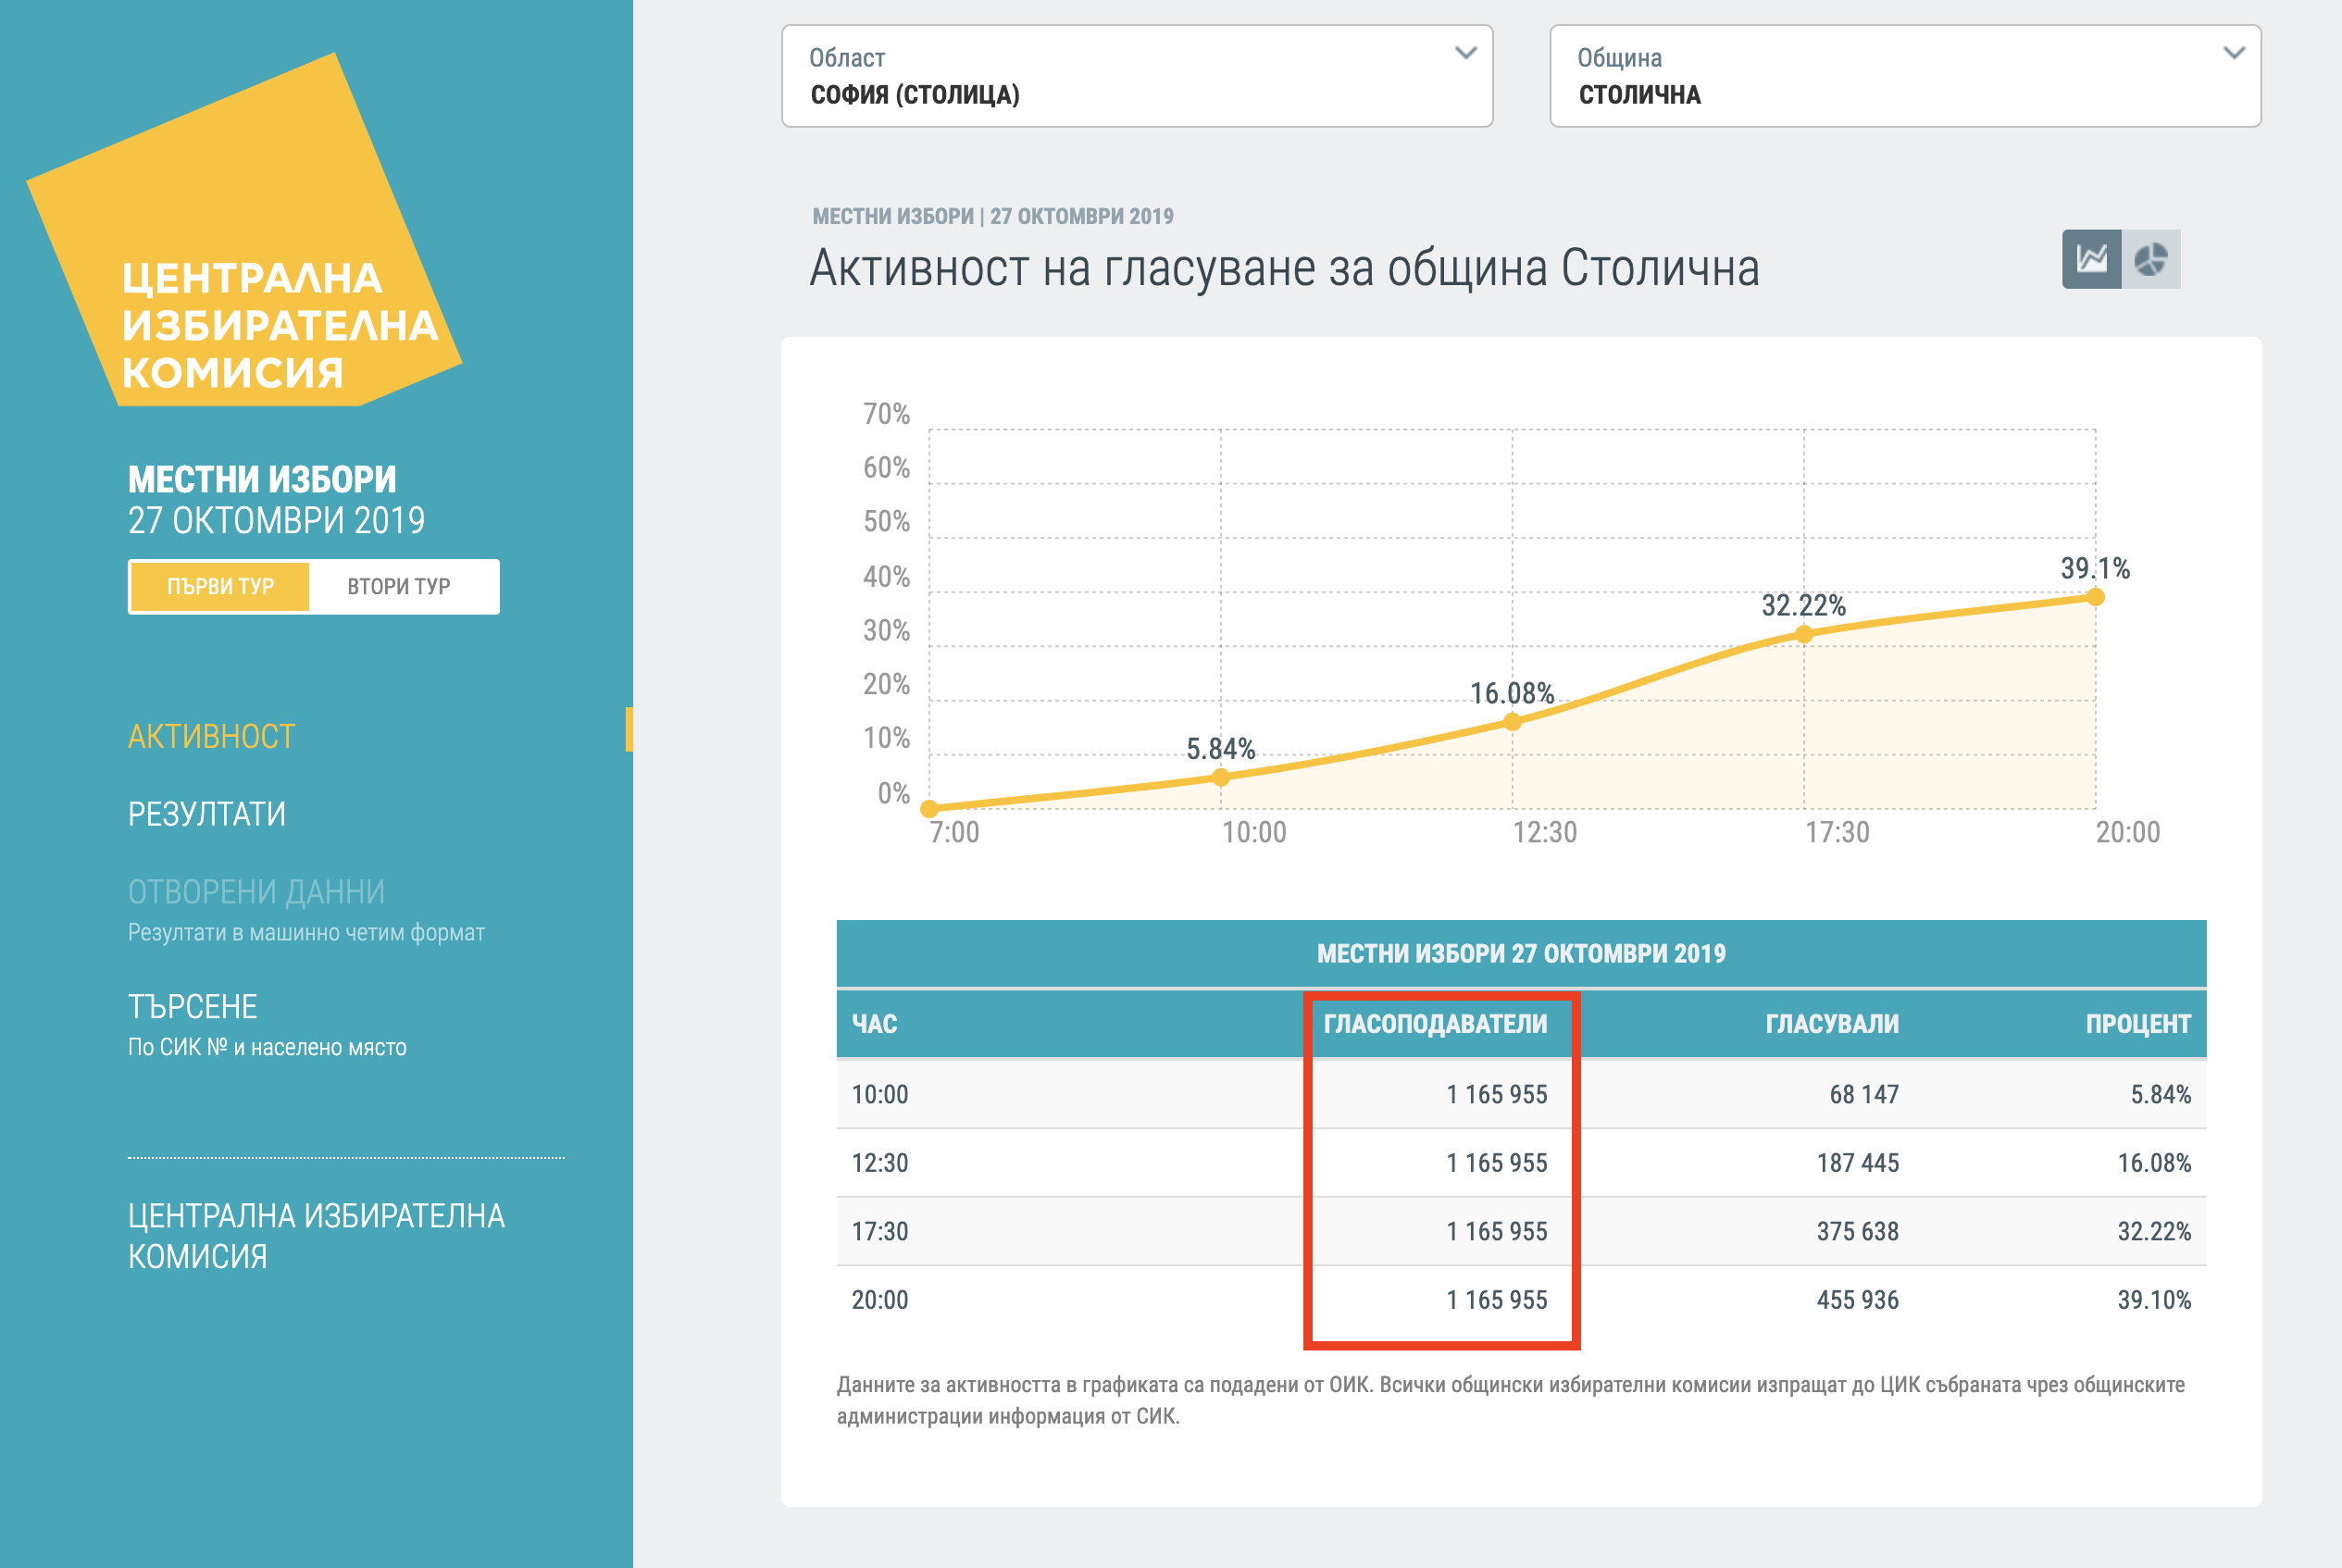 ЦЕНТРАЛНА
ИЗБИРАТЕЛНА
КОМИСИЯ
МЕСТНИ ИЗБОРИ
27 ОКТОМВРИ 2019
ПЪРВИ ТУР ВТОРИ ТУР
АКТИВНОСТ
РЕЗУЛТАТИ
ОТВОРЕНИ ДАННИ
Резултати в машинно четим формат
ТЪРСЕНЕ
По СИК № и населено място
ЦЕНТРАЛНА ИЗБИРАТЕЛНА
КОМИСИЯ
Област
СОФИЯ (СТОЛИЦА)
Община
СТОЛИЧНА
МЕСТНИ ИЗБОРИ | 27 ОКТОМВРИ 2019
Активност на гласуване за община Столична
70%
60%
50%
40%
30%
20%
10%
0%
5.84%
16.08%
32.22%
39.1%
7:00 10:00 12:30 17:30 20:00
МЕСТНИ ИЗБОРИ 27 ОКТОМВРИ 2019
ЧАС ГЛАСОПОДАВАТЕЛИ ГЛАСУВАЛИ ПРОЦЕНТ
10:00 1 165 955 68 147 5.84%
12:30 1 165 955 187 445 16.08%
17:30 1 165 955 375 638 32.22%
20:00 1 165 955 455 936 39.10%
Данните за активността в графиката са подадени от ОИК. Всички общински избирателни комисии изпращат до ЦИК събраната чрез общинските
администрации информация от СИК.